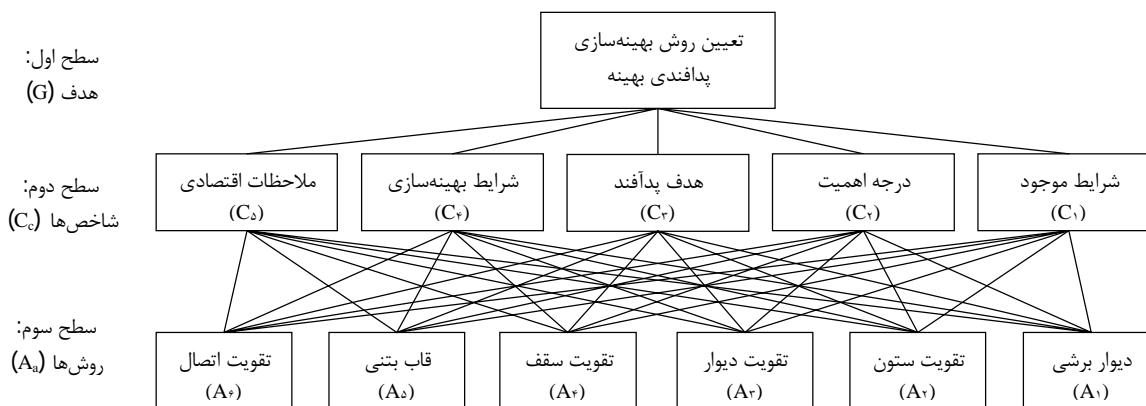 سطح اول:
هدف (G)
تعیین روش بهینه‌سازی
پدافندی بهینه
سطح دوم:
شاخص‌ها (Cc)
شرایط موجود
(C۱)
درجه اهمیت
(C۲)
هدف پدآفند
(C۳)
شرایط بهینه‌سازی
(C۴)
ملاحظات اقتصادی
(C۵)
سطح سوم:
روش‌ها (Aa)
دیوار برشی
(A۱)
تقویت ستون
(A۲)
تقویت دیوار
(A۳)
تقویت سقف
(A۴)
قاب بتنی
(A۵)
تقویت اتصال
(A۶)